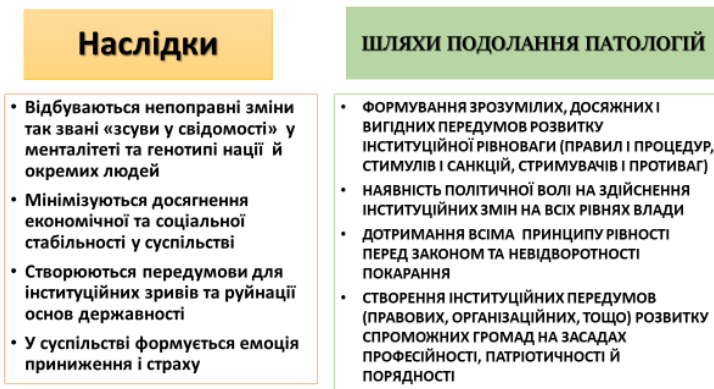 Наслідки
• Відбуваються непоправні зміни
так звані «зсуви у свідомості» у
менталітеті та генотипі нації й
окремих людей
• Мінімізуються досягнення
економічної та соціальної
стабільності у суспільстві
• Створюються передумови для
інституційних зривів та руйнації
основ державності
• У суспільстві формується емоція
приниження і страху
ШЛЯХИ ПОДОЛАННЯ ПАТОЛОГІЙ
• ФОРМУВАННЯ ЗРОЗУМІЛИХ, ДОСЯЖНИХ І
ВИГІДНИХ ПЕРЕДУМОВ РОЗВИТКУ
ІНСТИТУЦІЙНОЇ РІВНОВАГИ (ПРАВИЛ І ПРОЦЕДУР,
СТИМУЛІВ І САНКЦІЙ, СТРИМУВАЧІВ І ПРОТИВАГ)
• НАЯВНІСТЬ ПОЛІТИЧНОЇ ВОЛІ НА ЗДІЙСНЕННЯ
ІНСТИТУЦІЙНИХ ЗМІН НА ВСІХ РІВНЯХ ВЛАДИ
• ДОТРИМАННЯ ВСІМА ПРИНЦИПУ РІВНОСТІ
ПЕРЕД ЗАКОНОМ ТА НЕВІДВОРОТНОСТІ
ПОКАРАННЯ
• СТВОРЕННЯ ІНСТИТУЦІЙНИХ ПЕРЕДУМОВ
(ПРАВОВИХ, ОРГАНІЗАЦІЙНИХ, ТОЩО) РОЗВИТКУ
СПРОМОЖНИХ ГРОМАД НА ЗАСАДАХ
ПРОФЕСІЙНОСТІ, ПАТРІОТИЧНОСТІ Й
ПОРЯДНОСТІ